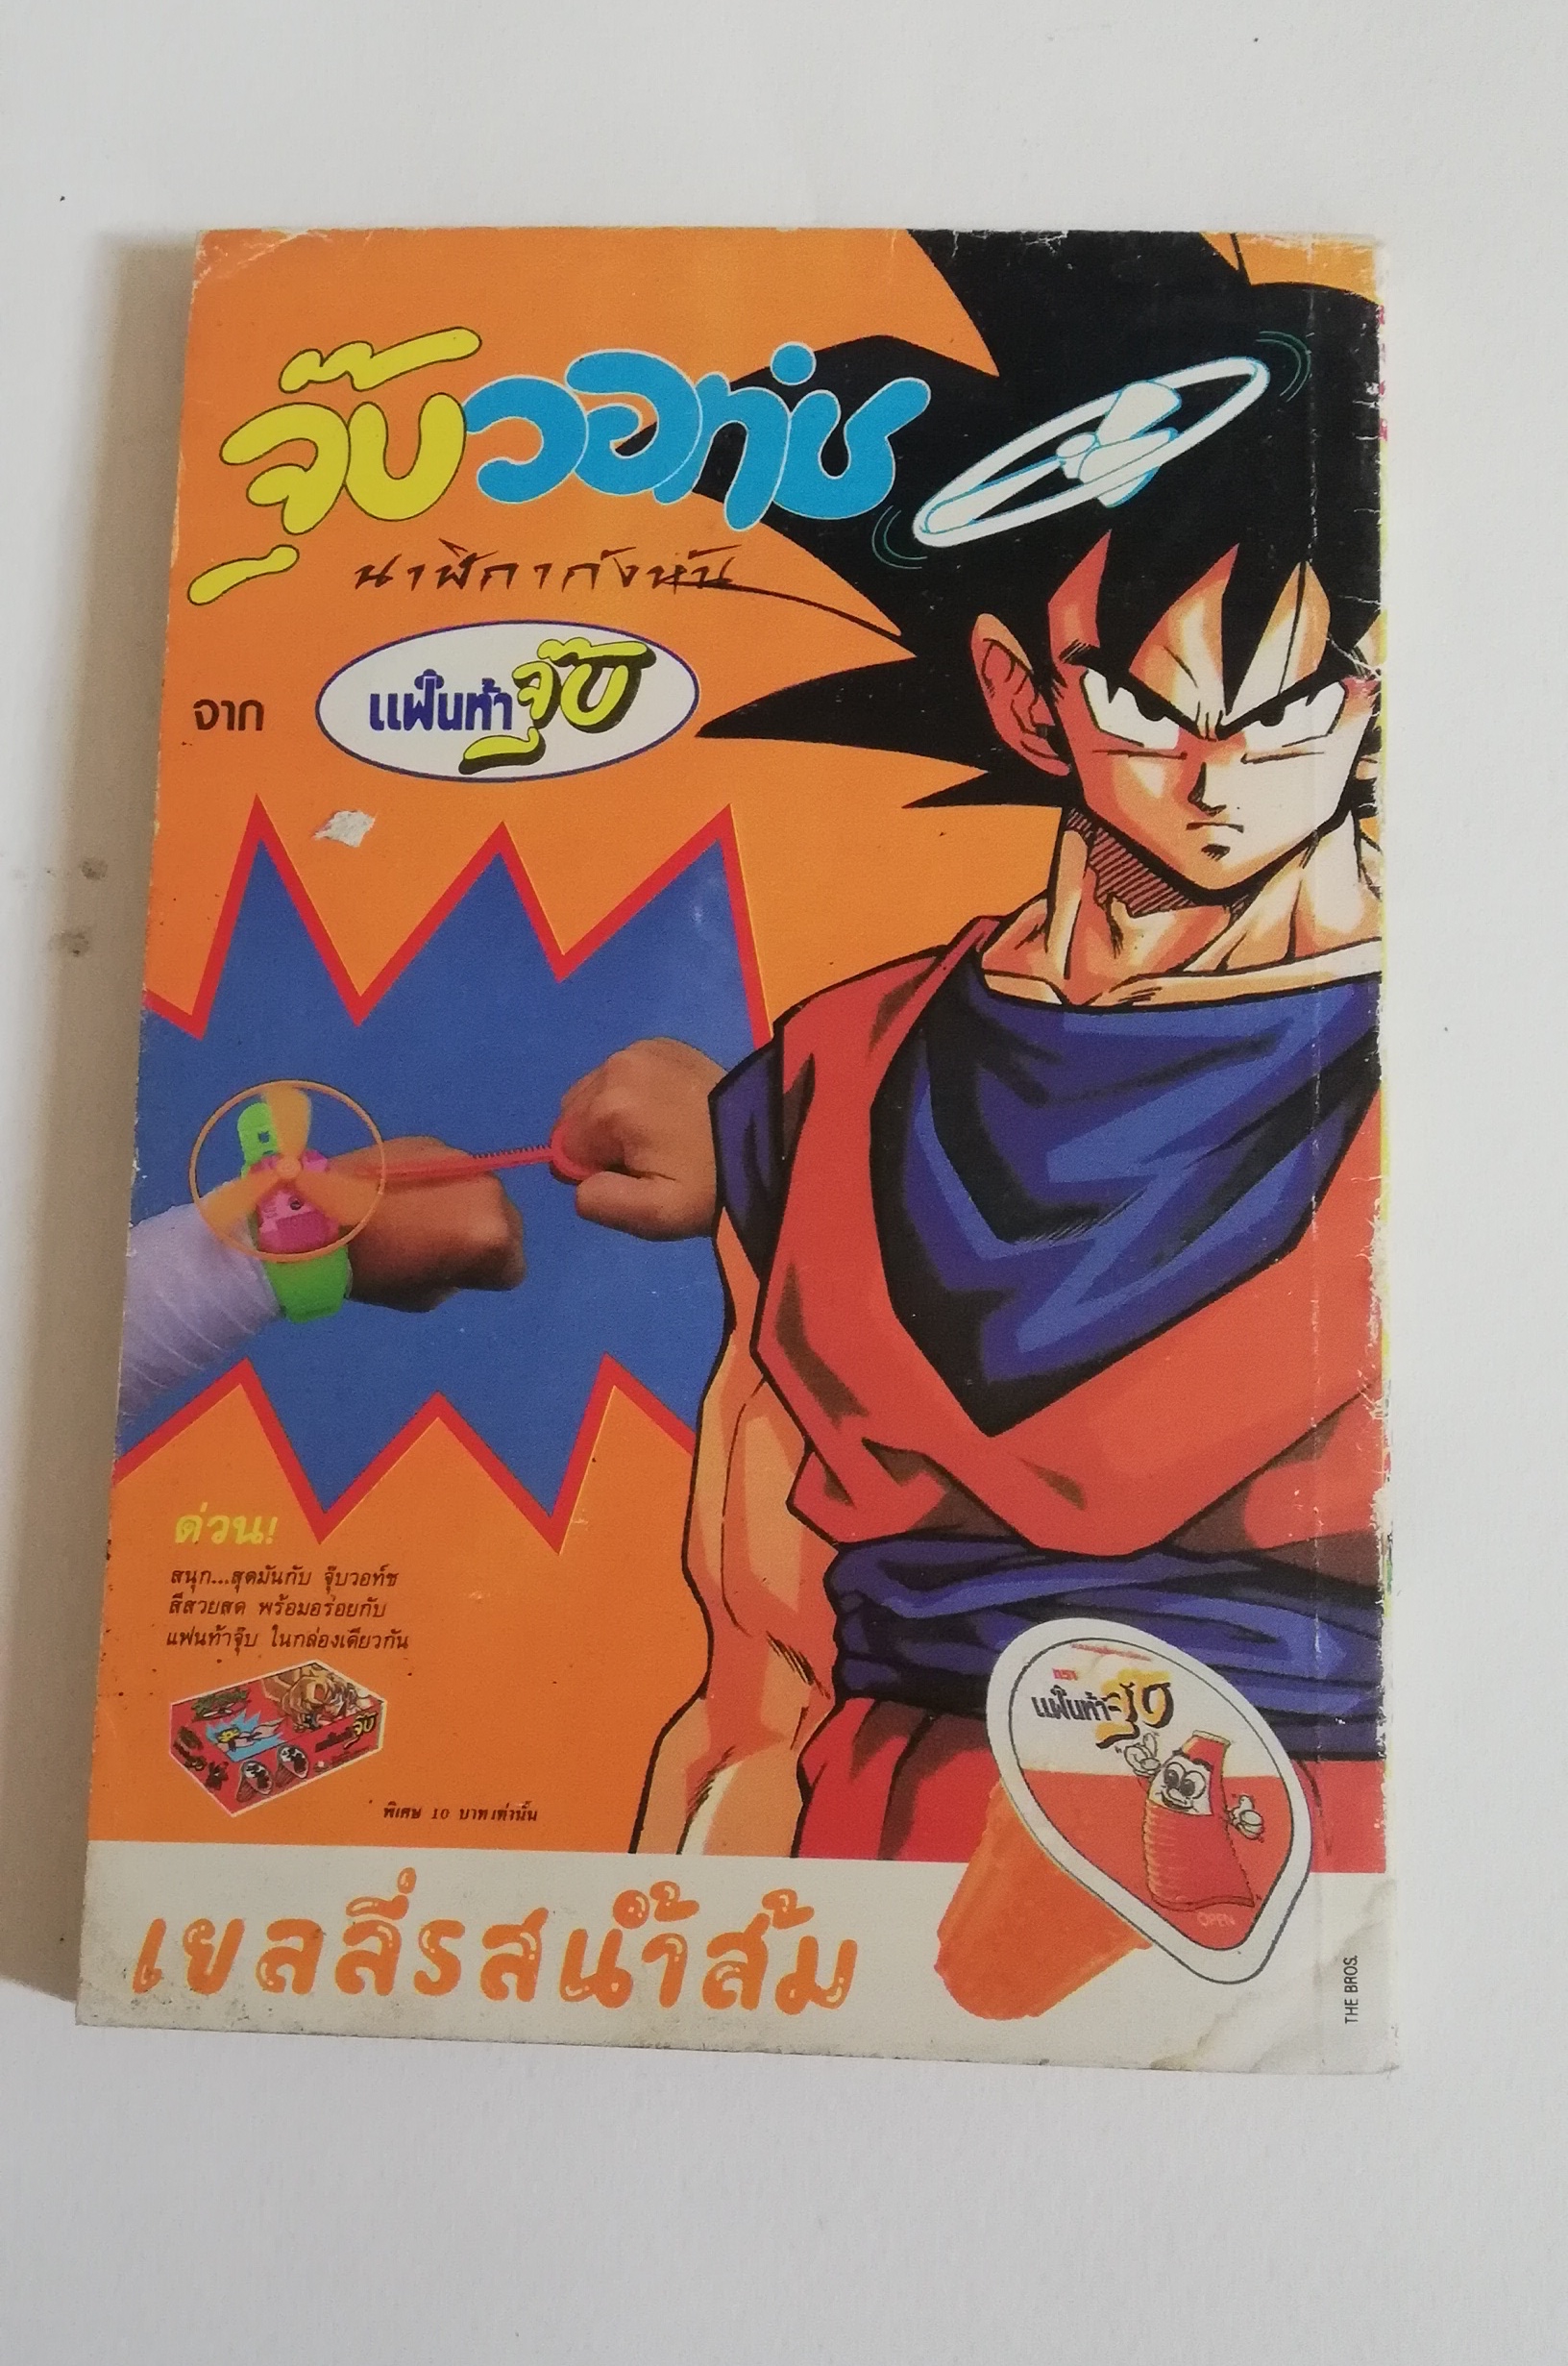 จุ๊บวอทช์
นาฬิกากังหัน
จาก
แฟนท้าจุ๊บ
ด่วน!
สนุก...สุดมันกับ จุ๊บวอท์ช
สีสวยสด พร้อมอร่อยกับ
แฟนท้าจุ๊บ ในกล่องเดียวกัน
พิเศษ 10 บาทเท่านั้น
ตรา
แฟนท้า-จุ๊บ
OPEN
เยลลี่รสน้ำส้ม
THE BROS.